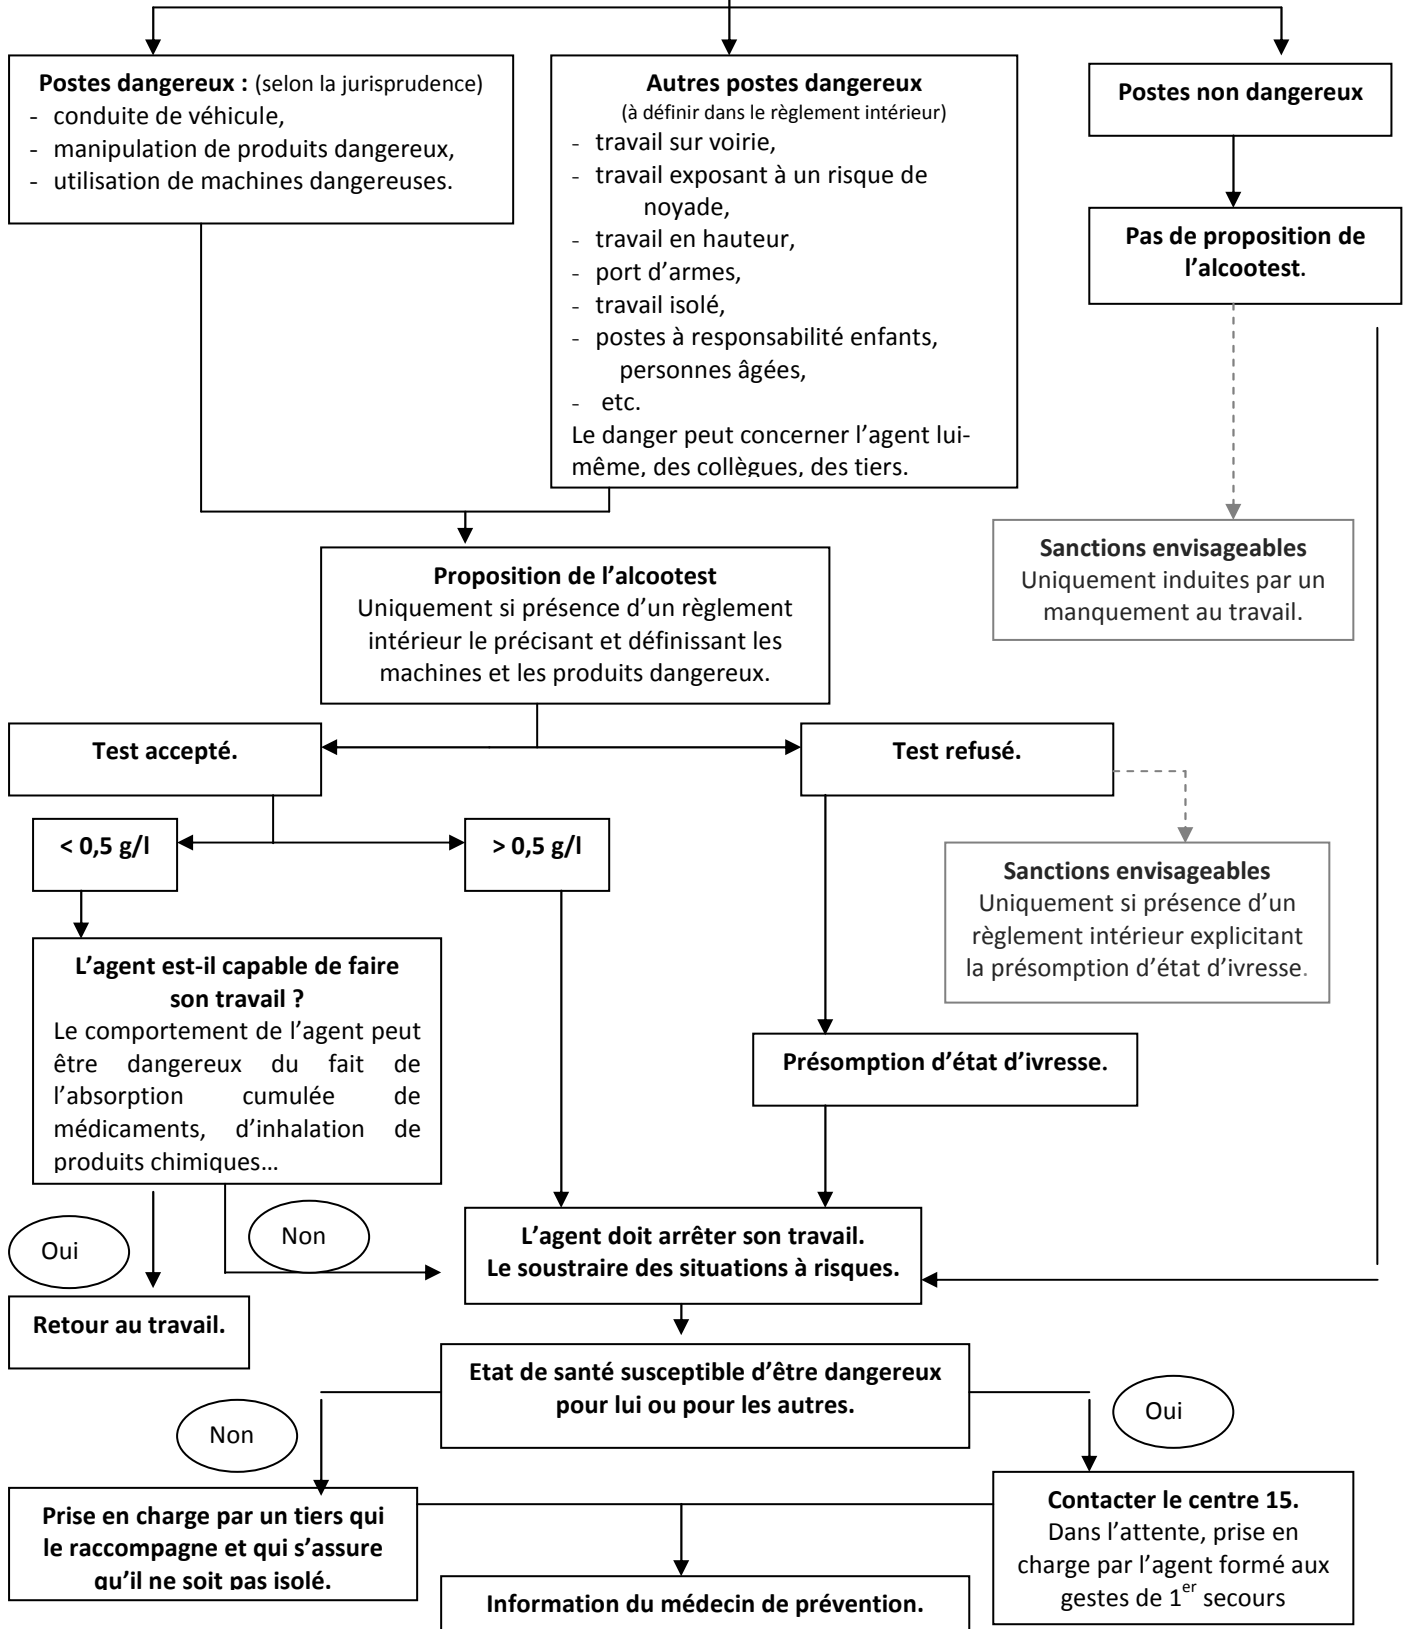 Postes dangereux : (selon la jurisprudence)
- conduite de véhicule,
- manipulation de produits dangereux,
- utilisation de machines dangereuses.
Autres postes dangereux
(à définir dans le règlement intérieur)
- travail sur voirie,
- travail exposant à un risque de
noyade,
- travail en hauteur,
- port d’armes,
- travail isolé,
- postes à responsabilité enfants,
personnes âgées,
- etc.
Le danger peut concerner l’agent lui-
même, des collègues, des tiers.
Postes non dangereux
Pas de proposition de
l’alcootest.
Sanctions envisageables
Uniquement induites par un
manquement au travail.
Proposition de l’alcootest
Uniquement si présence d’un règlement
intérieur le précisant et définissant les
machines et les produits dangereux.
Test accepté.
Test refusé.
< 0,5 g/l
> 0,5 g/l
Sanctions envisageables
Uniquement si présence d’un
règlement intérieur explicitant
la présomption d’état d’ivresse.
L’agent est-il capable de faire
son travail ?
Le comportement de l’agent peut
être dangereux du fait de
l’absorption cumulée de
médicaments, d’inhalation de
produits chimiques…
Présomption d’état d’ivresse.
Oui
Non
L’agent doit arrêter son travail.
Le soustraire des situations à risques.
Retour au travail.
Etat de santé susceptible d’être dangereux
pour lui ou pour les autres.
Non
Oui
Prise en charge par un tiers qui
le raccompagne et qui s’assure
qu’il ne soit pas isolé.
Contacter le centre 15.
Dans l’attente, prise en
charge par l’agent formé aux
gestes de 1er secours
Information du médecin de prévention.